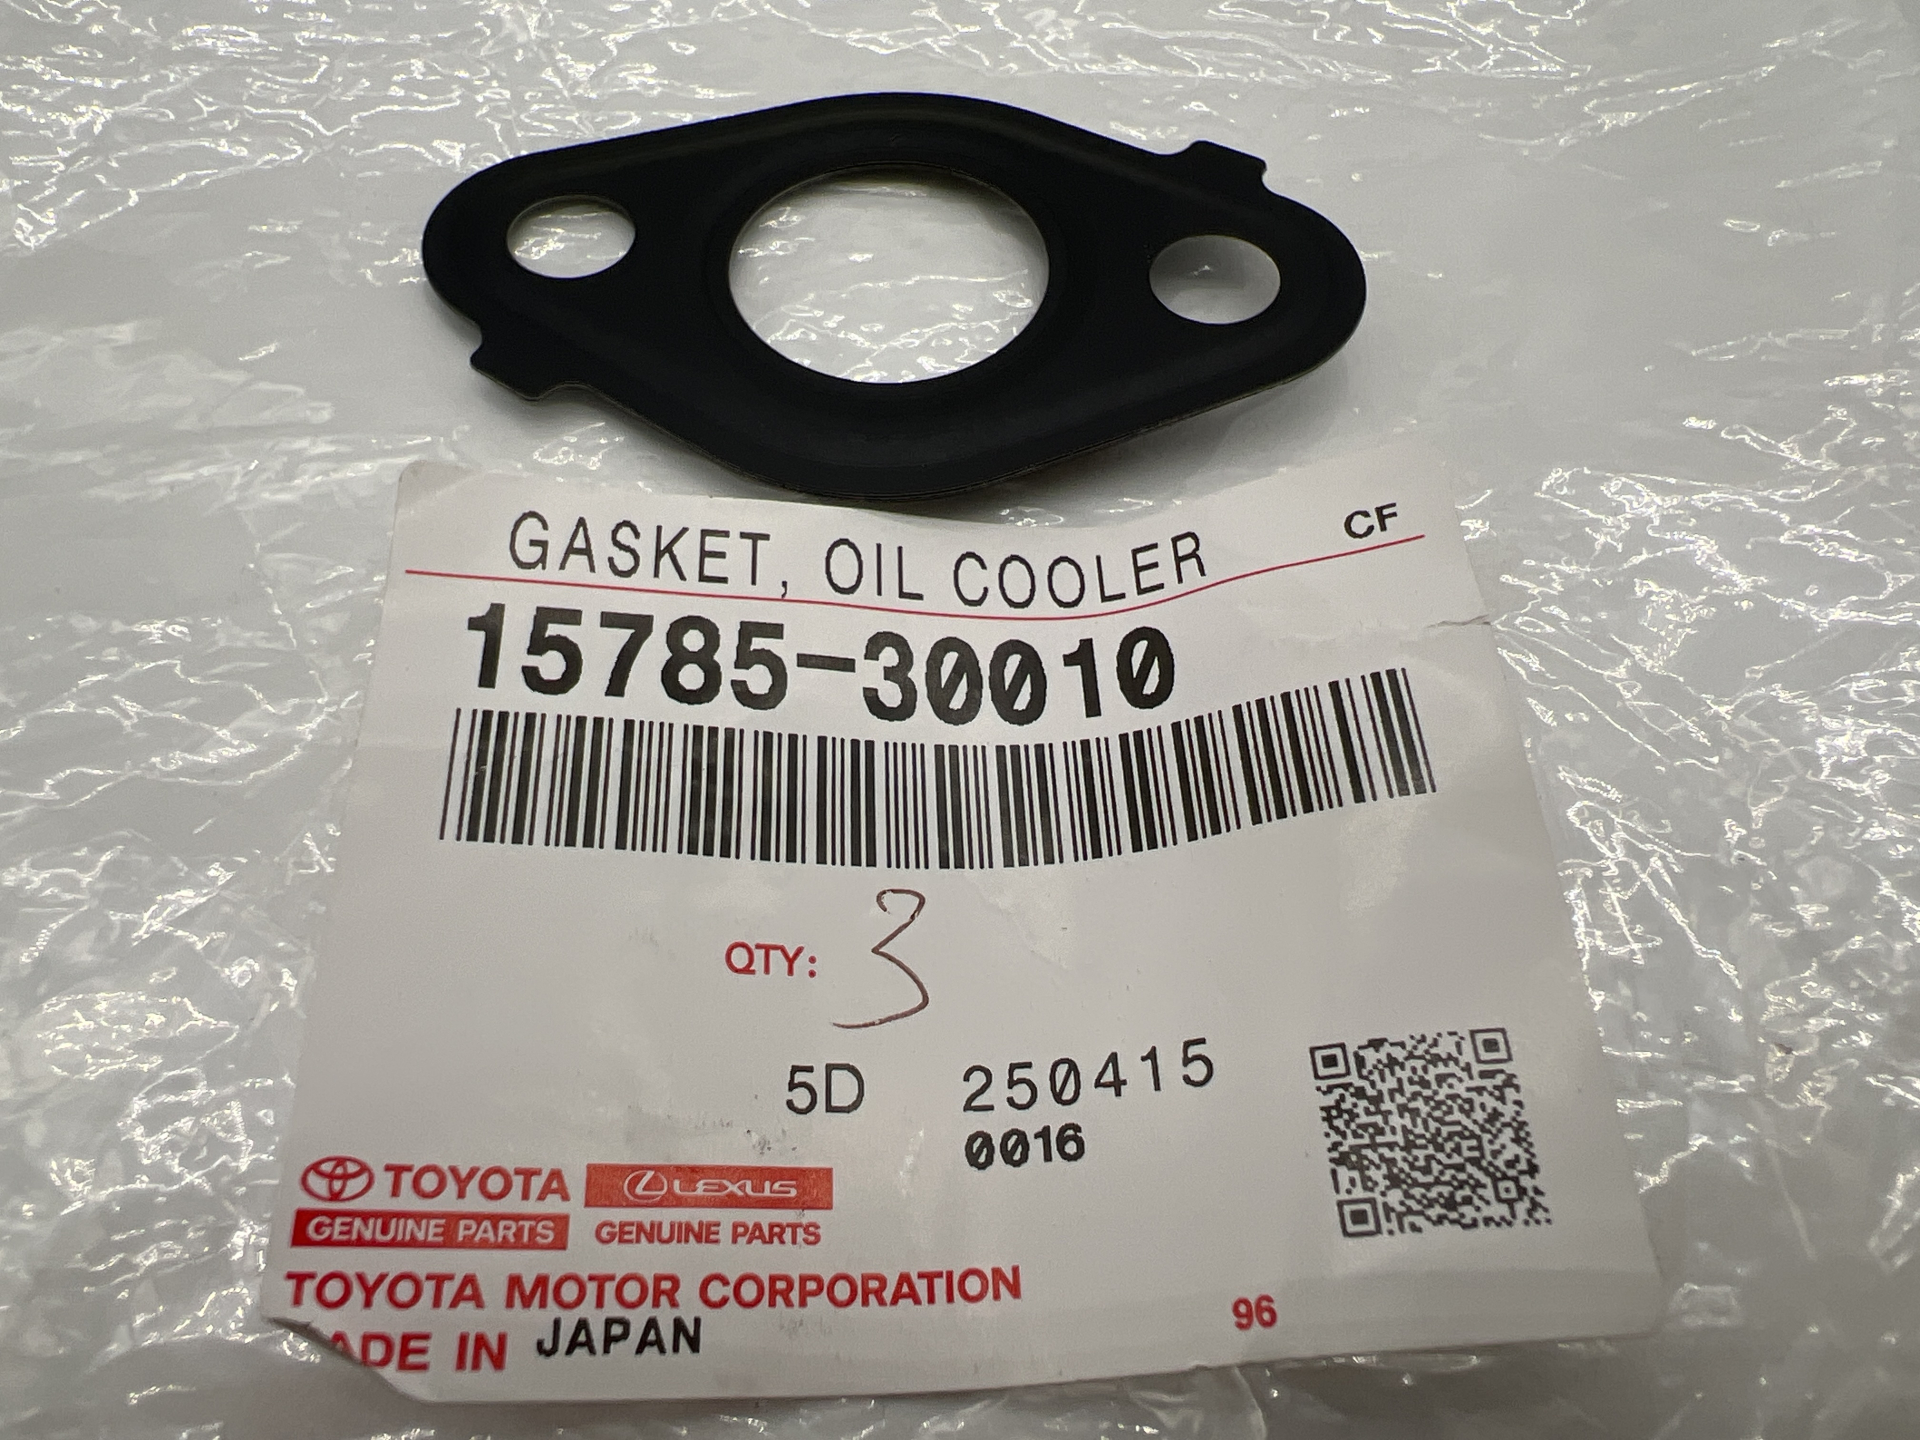 GASKET, OIL COOLER CF
15785-30010
QTY: 3
5D 250415
0016
TOYOTA LEXUS
GENUINE PARTS GENUINE PARTS
TOYOTA MOTOR CORPORATION
ADE IN JAPAN
96